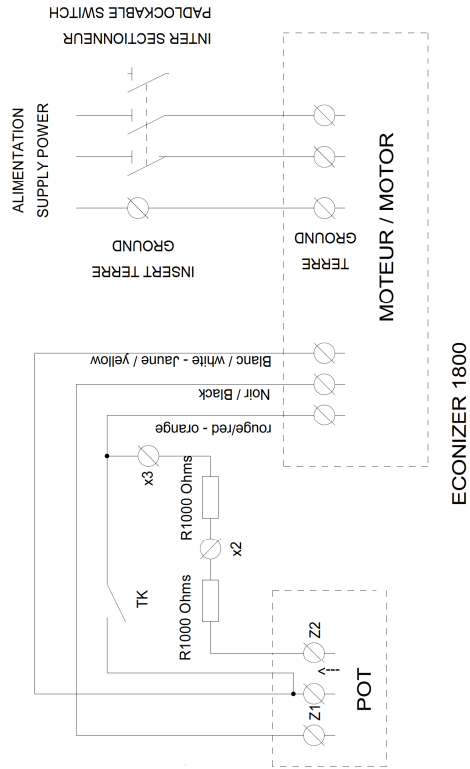 PADLOCKABLE SWITCH
INTER SECTIONNEUR
ALIMENTATION
SUPPLY POWER
GROUND
INSERT TERRE
GROUND
TERRE
MOTEUR / MOTOR
Blanc / white - Jaune / yellow
Noir / Black
rouge/red - orange
x3
R1000 Ohms
x2
R1000 Ohms
TK
Z2
<---
Z1
POT
ECONIZER 1800